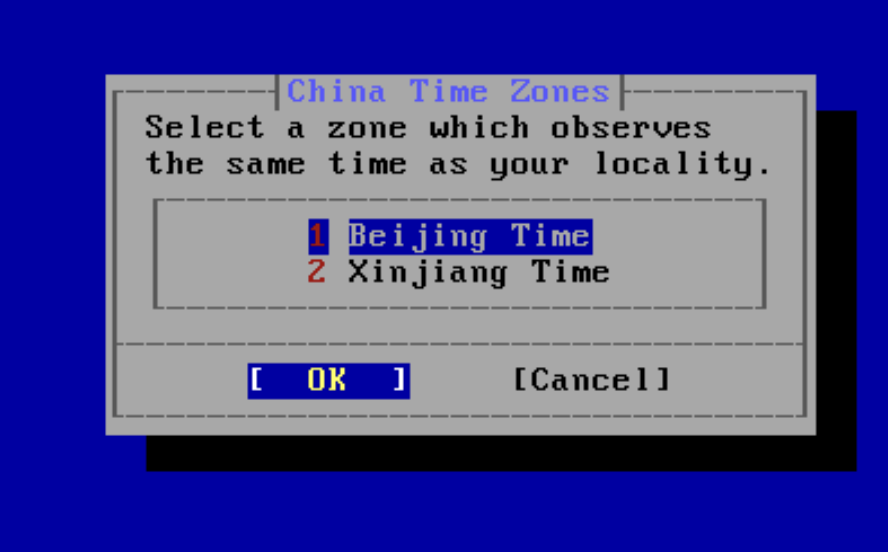 China Time Zones
Select a zone which observes
the same time as your locality.
1 Beijing Time
2 Xinjiang Time
[  OK  ]     [Cancel]